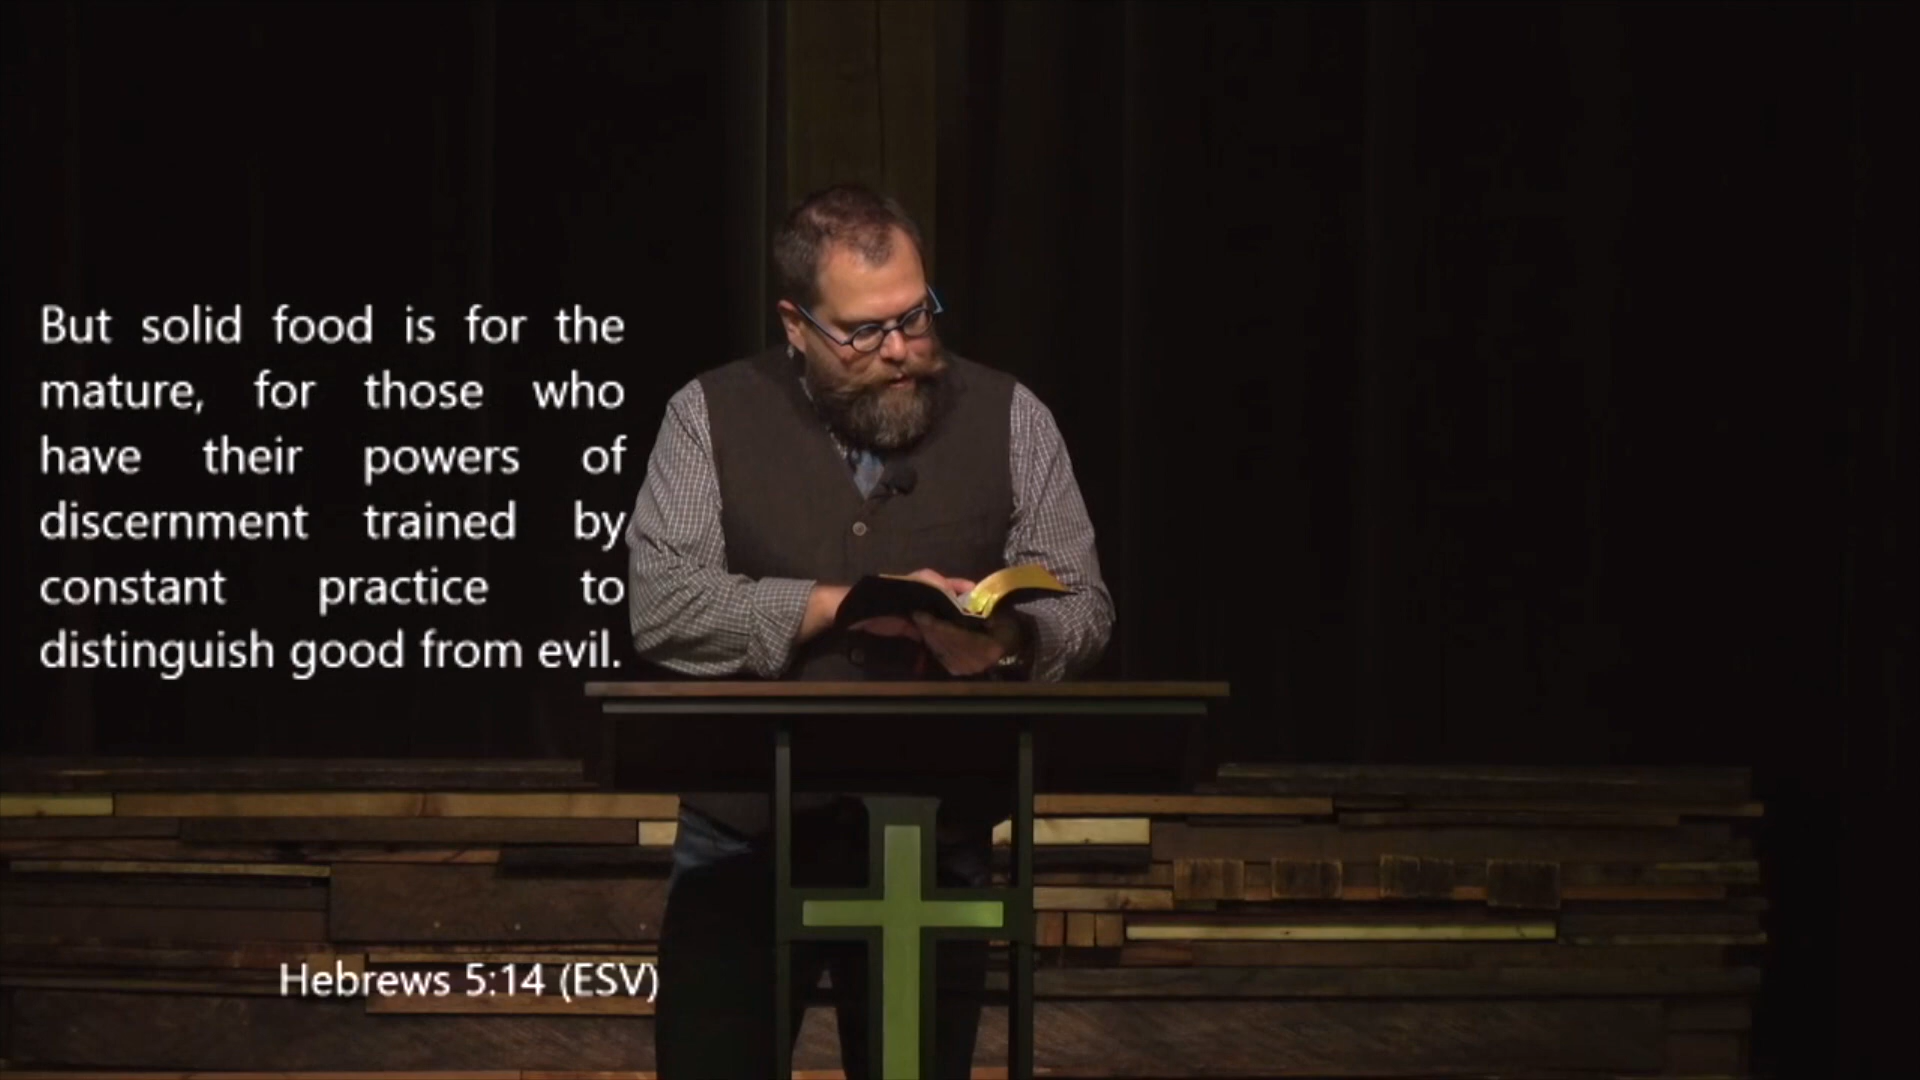 But solid food is for the
mature, for those who
have their powers of
discernment trained by
constant practice to
distinguish good from evil.
Hebrews 5:14 (ESV)